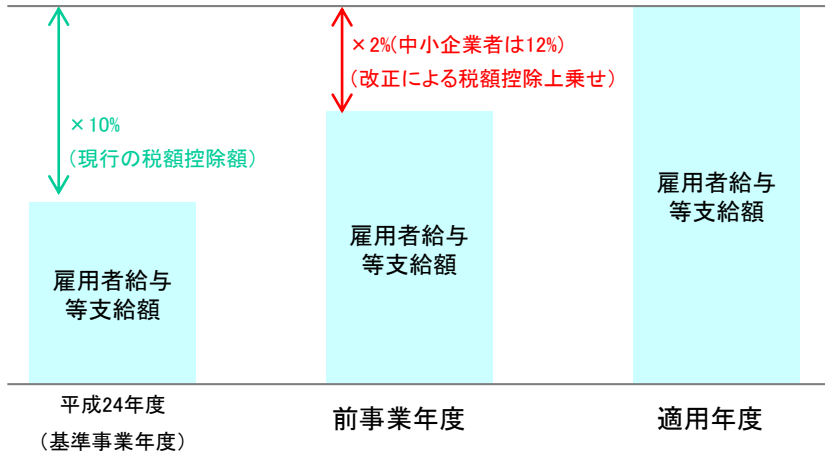 ×10%
(現行の税額控除額)
雇用者給与
等支給額
平成24年度
(基準事業年度)
×2%(中小企業者は12%)
(改正による税額控除上乗せ)
雇用者給与
等支給額
前事業年度
雇用者給与
等支給額
適用年度